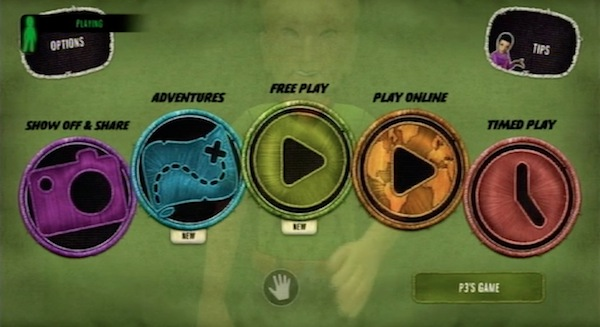 PLAYING
OPTIONS
TIPS
FREE PLAY
ADVENTURES
PLAY ONLINE
SHOW OFF & SHARE
TIMED PLAY
NEW
NEW
P3'S GAME